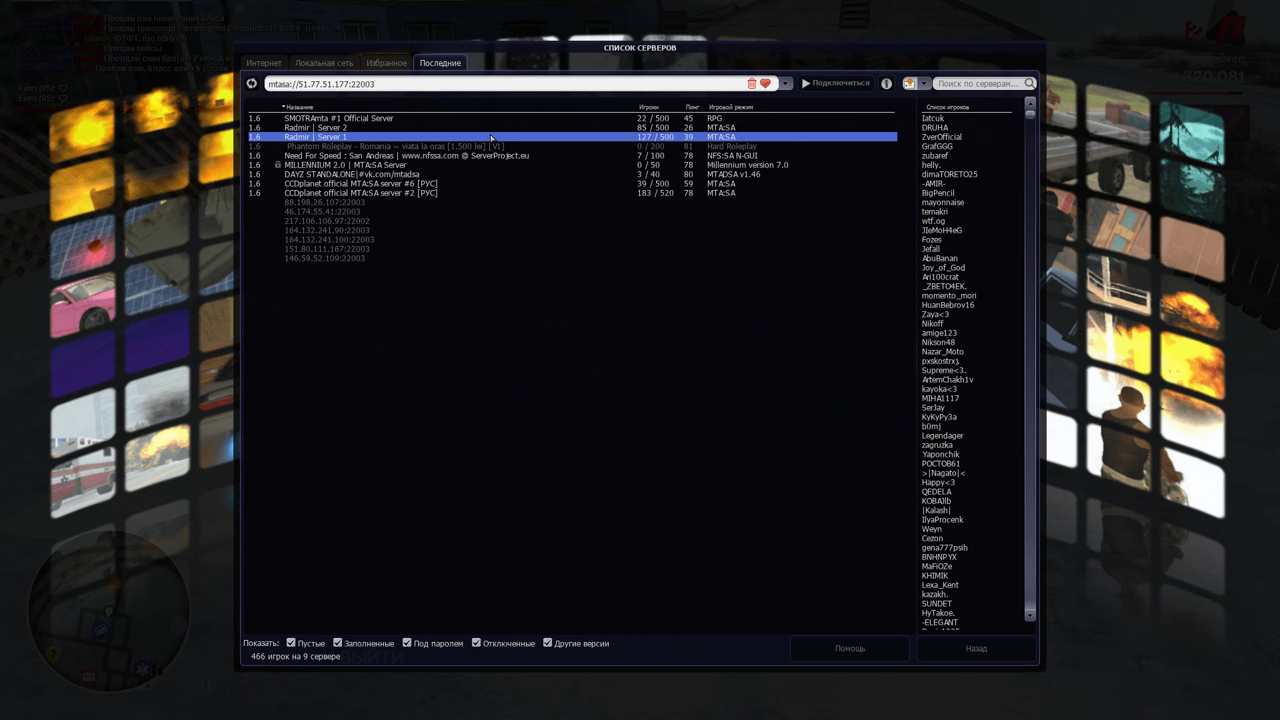 СПИСОК СЕРВЕРОВ
Интернет Локальная сеть Избранное Последние
mtasa://51.77.51.177:22003 Подключиться Поиск по серверам...
Название Игроки Пинг Игровой режим
1.6 SMOTRAmta #1 Official Server 22 / 500 45 RPG
1.6 Radmir | Server 2 85 / 500 26 MTA:SA
1.6 Radmir | Server 1 127 / 500 39 MTA:SA
1.6 Phantom Roleplay - Romania ~ viata la oras [1.500 lei] [V1] 0 / 200 81 Hard Roleplay
1.6 Need For Speed : San Andreas | www.nfssa.com @ ServerProject.eu 7 / 100 78 NFS:SA N-GUI
1.6 MILLENNIUM 2.0 | MTA:SA Server 0 / 50 78 Millennium version 7.0
1.6 DAYZ STANDALONE|#vk.com/mtadsa 3 / 40 80 MTADSA v1.46
1.6 CCDplanet official MTA:SA server #6 [РУС] 39 / 500 59 MTA:SA
1.6 CCDplanet official MTA:SA server #2 [РУС] 183 / 520 78 MTA:SA
88.198.26.107:22003
46.174.55.41:22003
217.106.106.97:22002
164.132.241.90:22003
164.132.241.100:22003
151.80.111.167:22003
146.59.52.109:22003
Список игроков
Iatcuk
DRUHA
ZverOfficial
GrafGGG
zubaref
helly.
dimaTORETO25
-AMIR-
BigPencil
mayonnaise
temakri
wtf.og
JIeMoH4eG
Fozes
Jefall
AbuBanan
Joy_of_God
Ari100crat
_ZBETO4EK.
momento_mori
HuanBebrov16
Zaya<3
Nikoff
amige123
Nikson48
Nazar_Moto
pxskostrxj.
Supreme<3.
ArtemChakh1v
kayoka<3
MIHA1117
SerJay
KyKyPy3a
b0mj
Legendager
zagruzka
Yaponchik
POCTOB61
>|Nagato|<
Happy<3
QEDELA
KOBAJIb
|Kalash|
IlyaProcenk
Weyn
Cezon
gena777psih
BNHNPYX
MaFiOZe
KHIMIK
Lexa_Kent
kazakh.
SUNDET
HyTakoe.
-ELEGANT
Показать: Пустые Заполненные Под паролем Отключенные Другие версии
466 игрок на 9 сервере
Помощь Назад